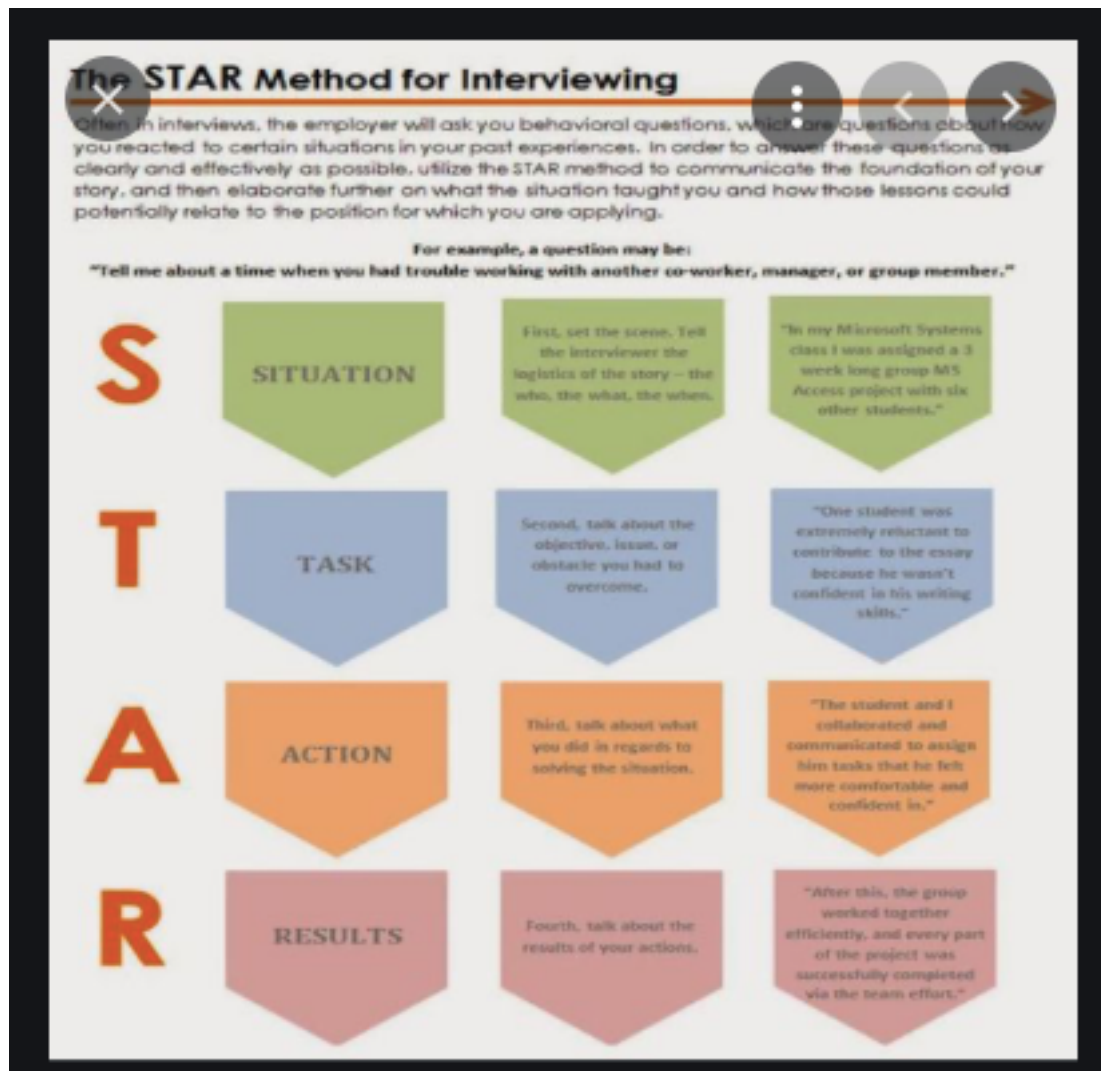 The STAR Method for Interviewing
Often in interviews, the employer will ask you behavioral questions, which are questions about how
you reacted to certain situations in your past experiences. In order to answer these questions as
clearly and effectively as possible, utilize the STAR method to communicate the foundation of your
story, and then elaborate further on what the situation taught you and how those lessons could
potentially relate to the position for which you are applying.
For example, a question may be:
"Tell me about a time when you had trouble working with another co-worker, manager, or group member."
S
SITUATION
First, set the scene. Tell
the interviewer the
logistics of the story – the
who, the what, the when.
"In my Microsoft Systems
class I was assigned a 3
week long group MS
Access project with six
other students."
T
TASK
Second, talk about the
objective, issue, or
obstacle you had to
overcome.
"One student was
extremely reluctant to
contribute to the essay
because he wasn't
confident in his writing
skills."
A
ACTION
Third, talk about what
you did in regards to
solving the situation.
"The student and I
collaborated and
communicated to assign
him tasks that he felt
more comfortable and
confident in."
R
RESULTS
Fourth, talk about the
results of your actions.
"After this, the group
worked together
efficiently, and every part
of the project was
successfully completed
via the team effort."